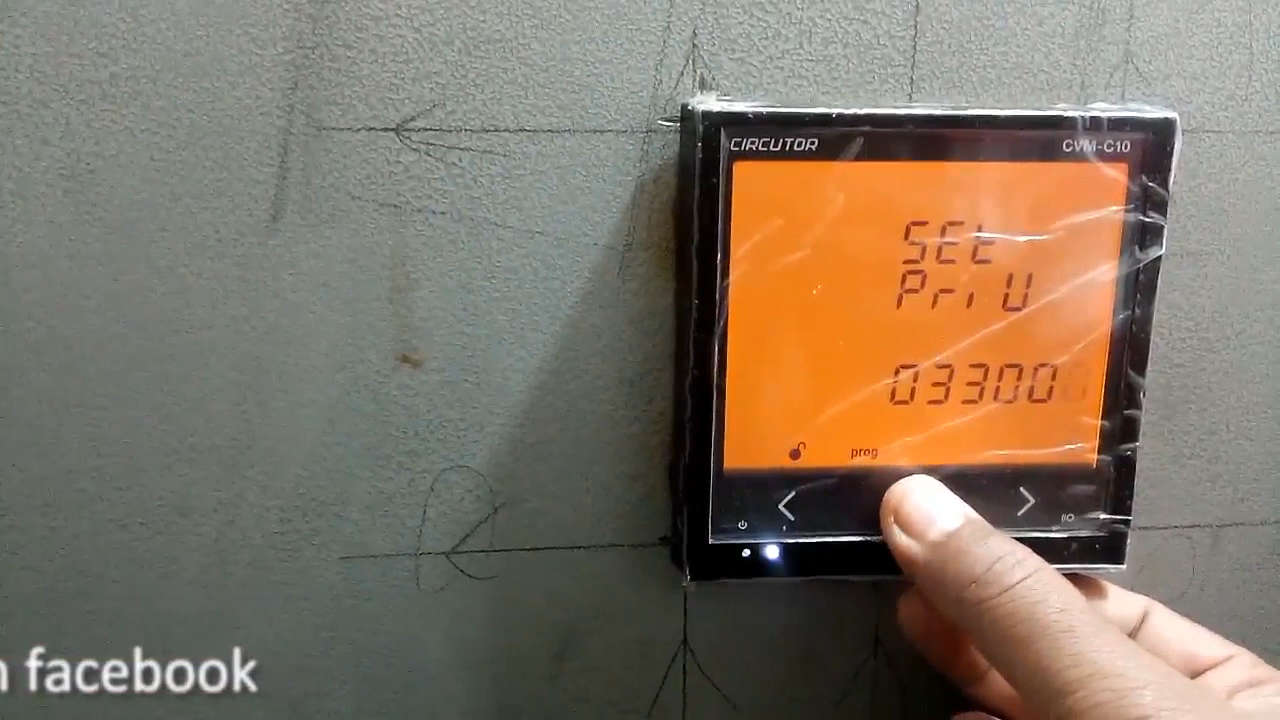 CIRCUTOR CVM-C10
SEt
Pri U
03300
prog
I/O
n facebook